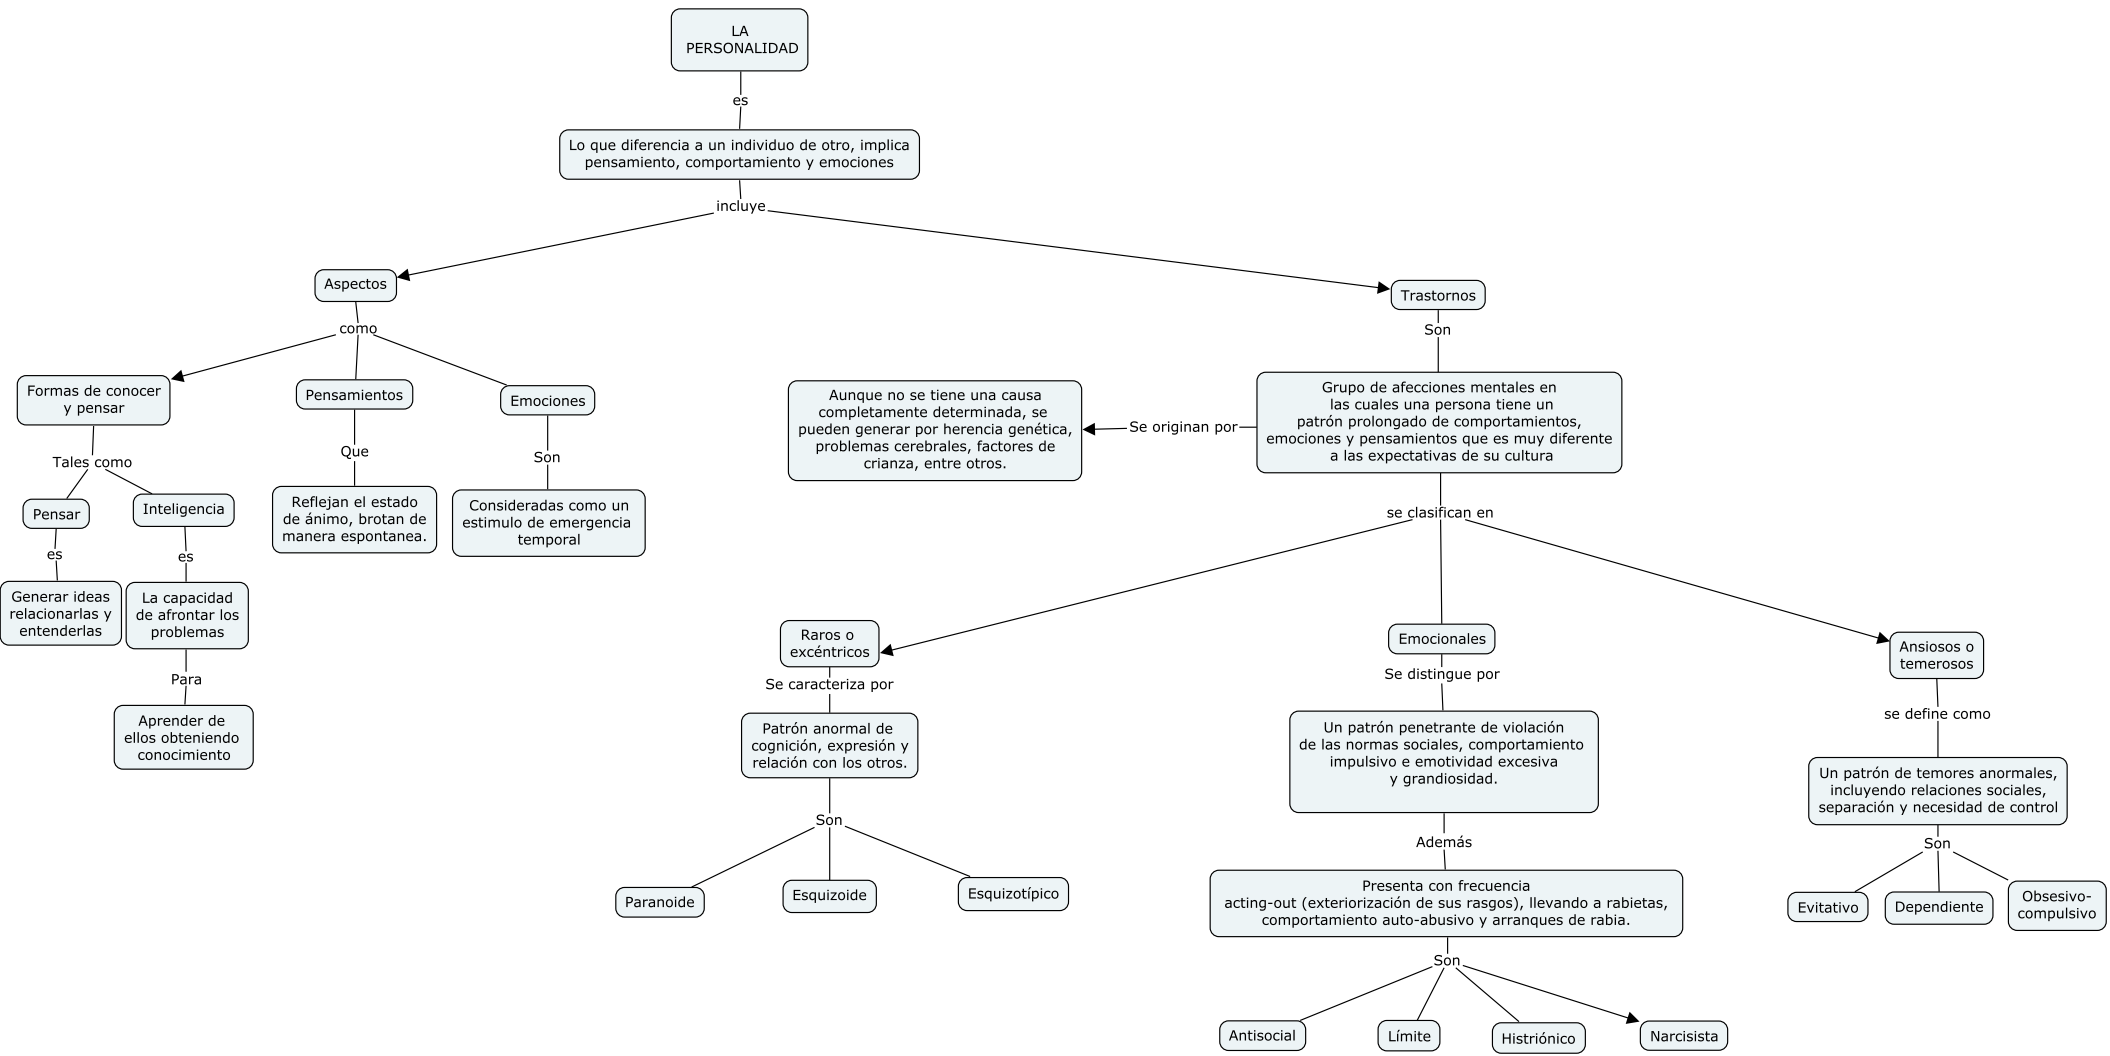 LA
PERSONALIDAD
es
Lo que diferencia a un individuo de otro, implica
pensamiento, comportamiento y emociones
incluye
Aspectos
como
Formas de conocer
y pensar
Tales como
Pensar
es
Generar ideas
relacionarlas y
entenderlas
Inteligencia
es
La capacidad
de afrontar los
problemas
Para
Aprender de
ellos obteniendo
conocimiento
Pensamientos
Que
Reflejan el estado
de ánimo, brotan de
manera espontanea.
Emociones
Son
Consideradas como un
estimulo de emergencia
temporal
Trastornos
Son
Grupo de afecciones mentales en
las cuales una persona tiene un
patrón prolongado de comportamientos,
emociones y pensamientos que es muy diferente
a las expectativas de su cultura
Se originan por
Aunque no se tiene una causa
completamente determinada, se
pueden generar por herencia genética,
problemas cerebrales, factores de
crianza, entre otros.
se clasifican en
Raros o
excéntricos
Se caracteriza por
Patrón anormal de
cognición, expresión y
relación con los otros.
Son
Paranoide
Esquizoide
Esquizotípico
Emocionales
Se distingue por
Un patrón penetrante de violación
de las normas sociales, comportamiento
impulsivo e emotividad excesiva
y grandiosidad.
Además
Presenta con frecuencia
acting-out (exteriorización de sus rasgos), llevando a rabietas,
comportamiento auto-abusivo y arranques de rabia.
Son
Antisocial
Límite
Histriónico
Narcisista
Ansiosos o
temerosos
se define como
Un patrón de temores anormales,
incluyendo relaciones sociales,
separación y necesidad de control
Son
Evitativo
Dependiente
Obsesivo-
compulsivo